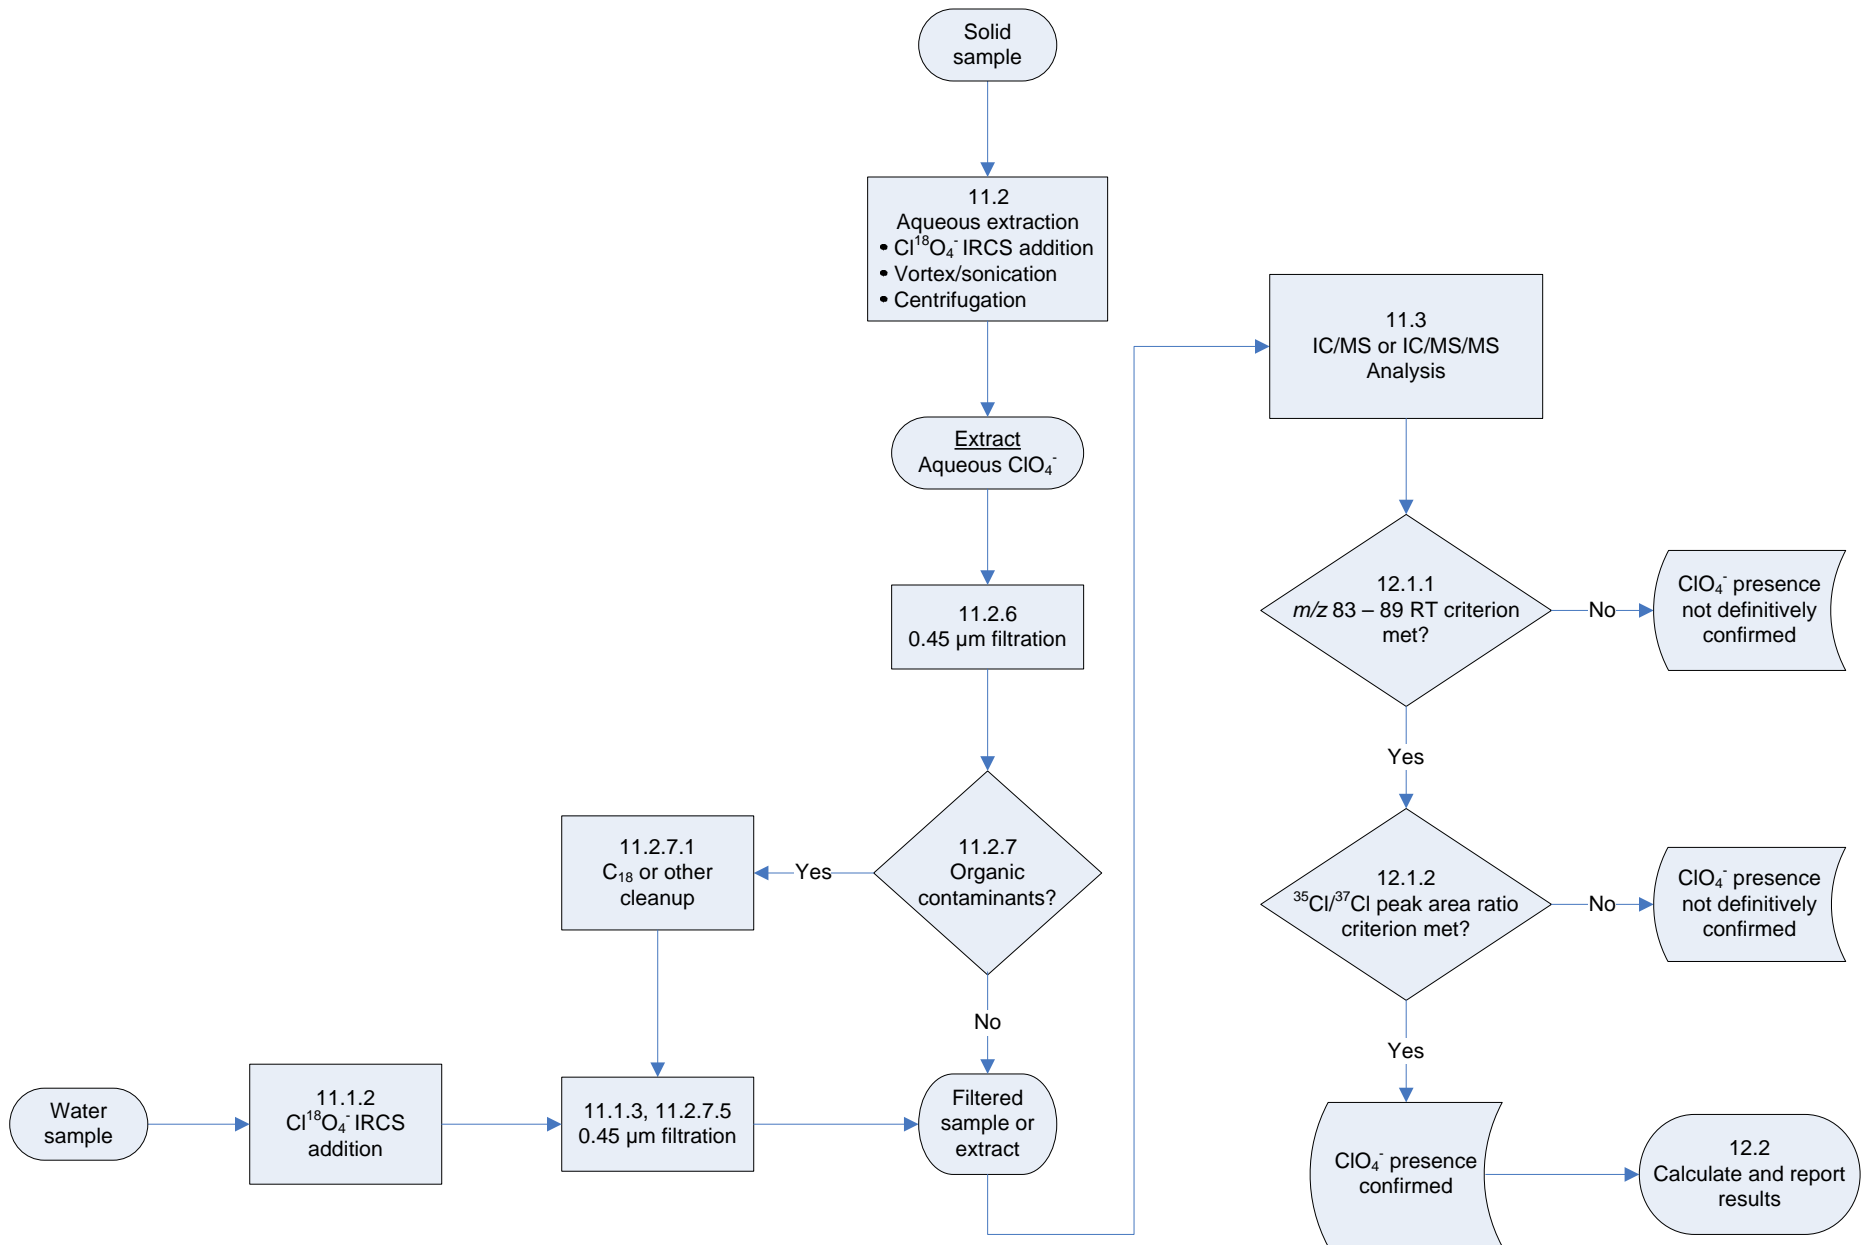 Solid
sample
11.2
Aqueous extraction
• Cl¹⁸O₄⁻ IRCS addition
• Vortex/sonication
• Centrifugation
Extract
Aqueous ClO₄⁻
11.2.6
0.45 µm filtration
11.2.7
Organic
contaminants?
Yes
11.2.7.1
C₁₈ or other
cleanup
No
Water
sample
11.1.2
Cl¹⁸O₄⁻ IRCS
addition
11.1.3, 11.2.7.5
0.45 µm filtration
Filtered
sample or
extract
11.3
IC/MS or IC/MS/MS
Analysis
12.1.1
m/z 83 – 89 RT criterion
met?
No
ClO₄⁻ presence
not definitively
confirmed
Yes
12.1.2
³⁵Cl/³⁷Cl peak area ratio
criterion met?
No
ClO₄⁻ presence
not definitively
confirmed
Yes
ClO₄⁻ presence
confirmed
12.2
Calculate and report
results